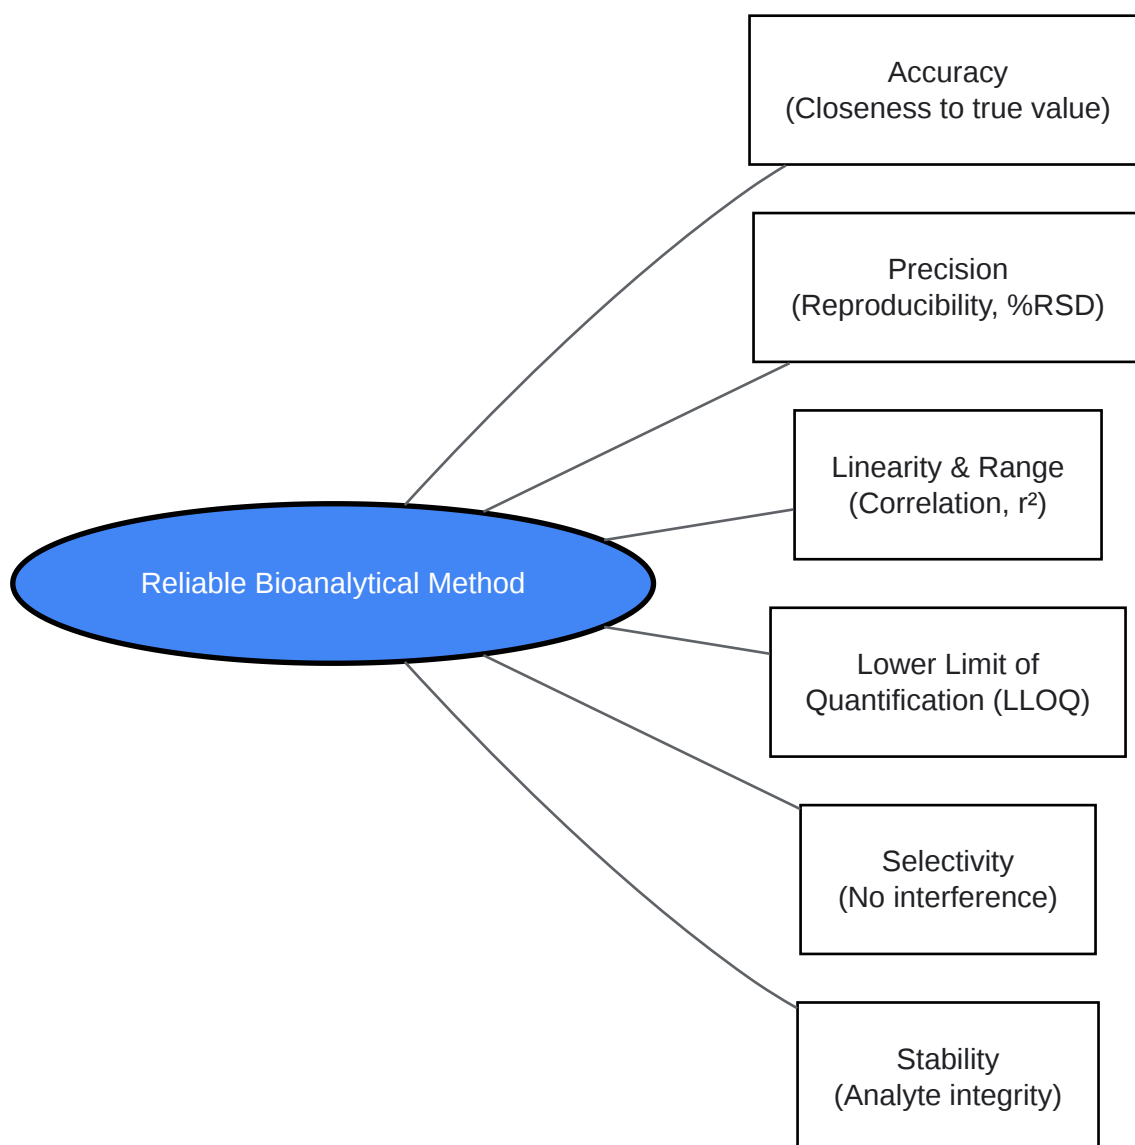 Accuracy
(Closeness to true value)
Precision
(Reproducibility, %RSD)
Linearity & Range
(Correlation, r²)
Reliable Bioanalytical Method
Lower Limit of
Quantification (LLOQ)
Selectivity
(No interference)
Stability
(Analyte integrity)